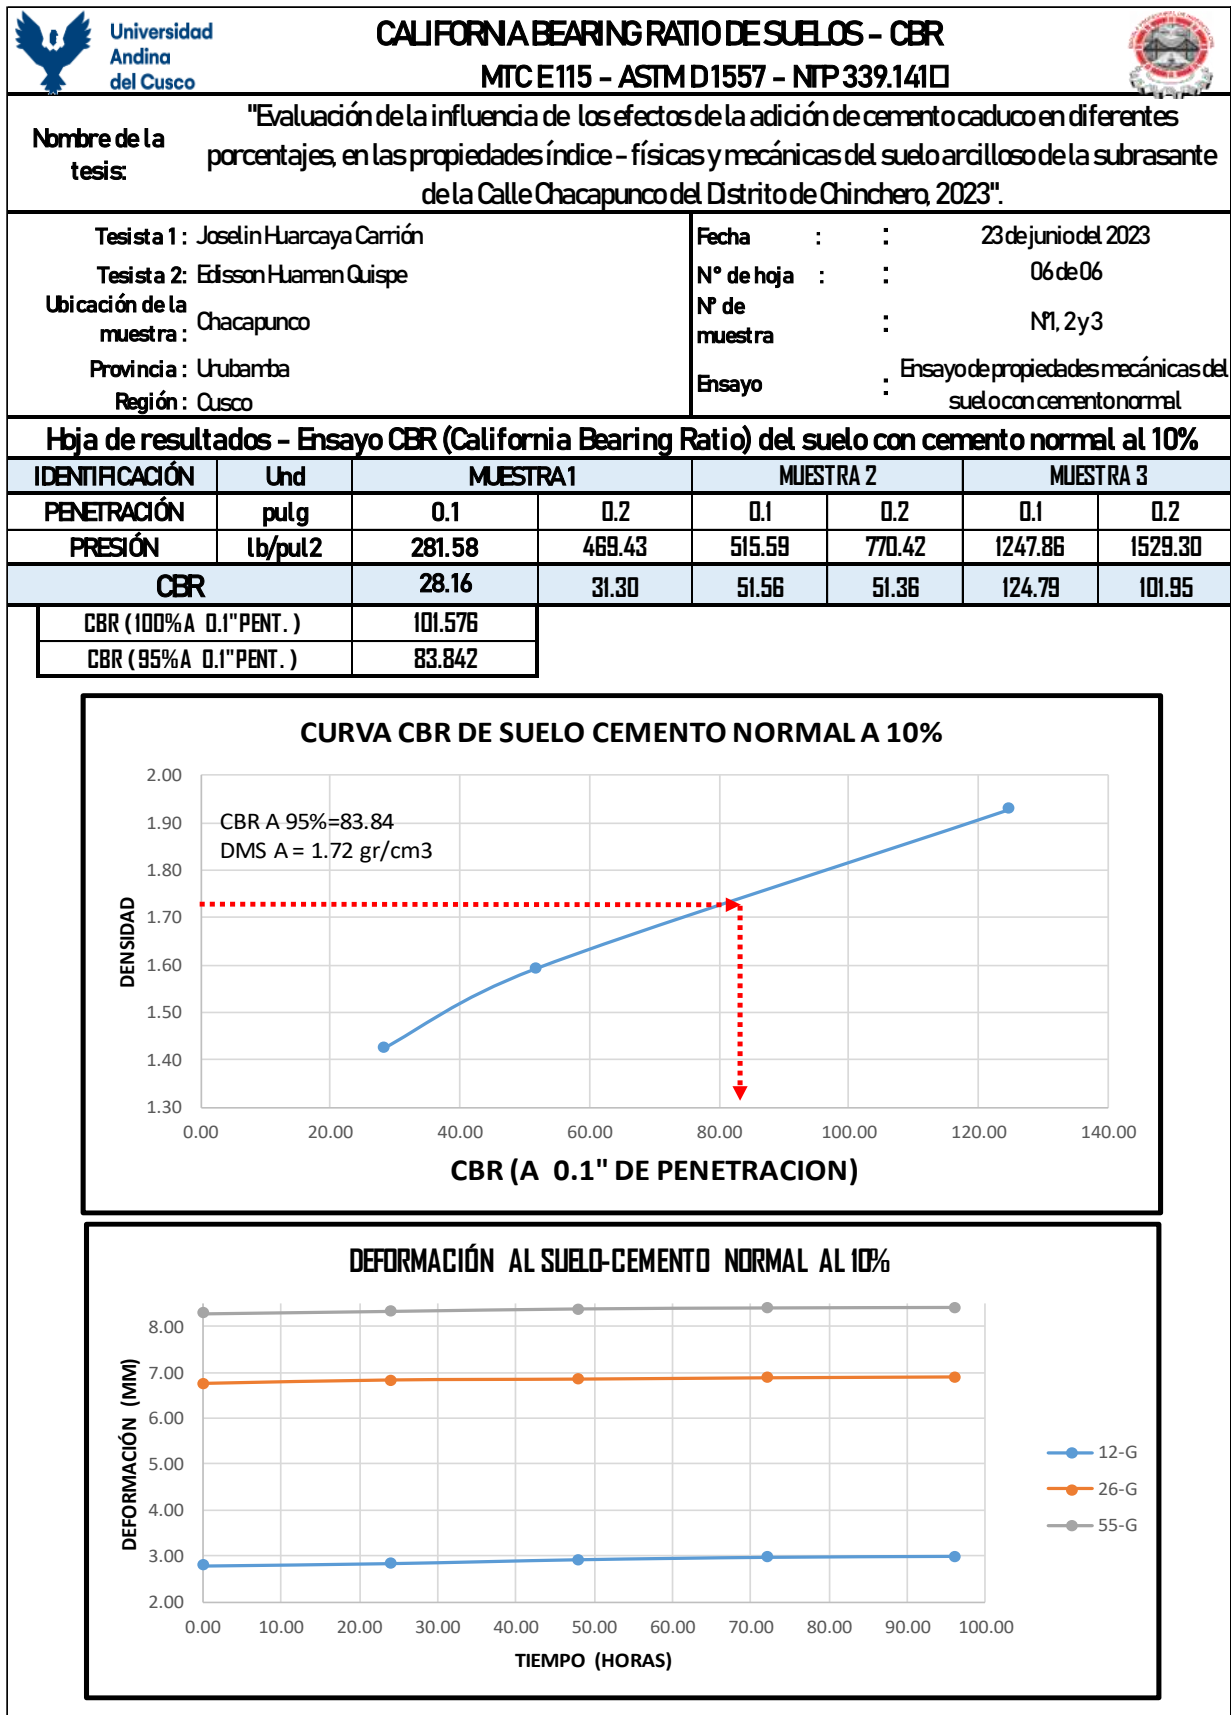 Universidad
Andina
del Cusco
CALIFORNIA BEARING RATIO DE SUELOS - CBR
MTC E 115 - ASTM D 1557 - NTP 339.141□
Nombre de la
tesis:
"Evaluación de la influencia de los efectos de la adición de cemento caduco en diferentes
porcentajes, en las propiedades índice - físicas y mecánicas del suelo arcilloso de la subrasante
de la Calle Chacapunco del Distrito de Chinchero, 2023".
Tesista 1 : Joselin Huarcaya Carrión
Fecha : : 23 de junio del 2023
Tesista 2: Edisson Huaman Quispe
N° de hoja : : 06 de 06
Ubicación de la
muestra : Chacapunco
N° de
muestra : N°1, 2 y 3
Provincia : Urubamba
Región : Cusco
Ensayo : Ensayo de propiedades mecánicas del
suelo con cemento normal
Hoja de resultados - Ensayo CBR (California Bearing Ratio) del suelo con cemento normal al 10%
IDENTIFICACIÓN Und MUESTRA 1 MUESTRA 2 MUESTRA 3
PENETRACIÓN pulg 0.1 0.2 0.1 0.2 0.1 0.2
PRESIÓN lb/pul2 281.58 469.43 515.59 770.42 1247.86 1529.30
CBR 28.16 31.30 51.56 51.36 124.79 101.95
CBR ( 100% A 0.1" PENT. ) 101.576
CBR ( 95% A 0.1" PENT. ) 83.842
CURVA CBR DE SUELO CEMENTO NORMAL A 10%
CBR A 95%=83.84
DMS A = 1.72 gr/cm3
DENSIDAD
2.00
1.90
1.80
1.70
1.60
1.50
1.40
1.30
0.00 20.00 40.00 60.00 80.00 100.00 120.00 140.00
CBR (A 0.1" DE PENETRACION)
DEFORMACIÓN AL SUELO-CEMENTO NORMAL AL 10%
DEFORMACIÓN (MM)
8.00
7.00
6.00
5.00
4.00
3.00
2.00
0.00 10.00 20.00 30.00 40.00 50.00 60.00 70.00 80.00 90.00 100.00
TIEMPO (HORAS)
12-G
26-G
55-G